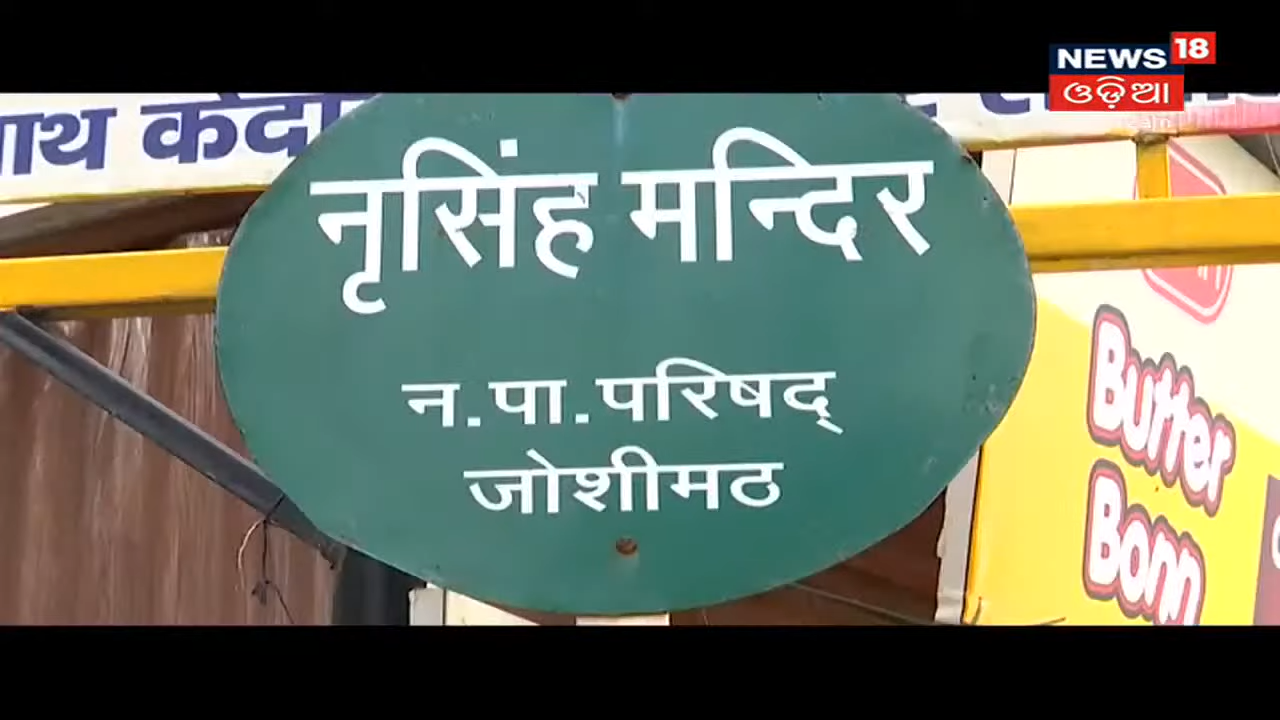 NEWS 18
ଓଡ଼ିଆ
नृसिंह मन्दिर
न.पा.परिषद्
जोशीमठ
Butter
Bonn